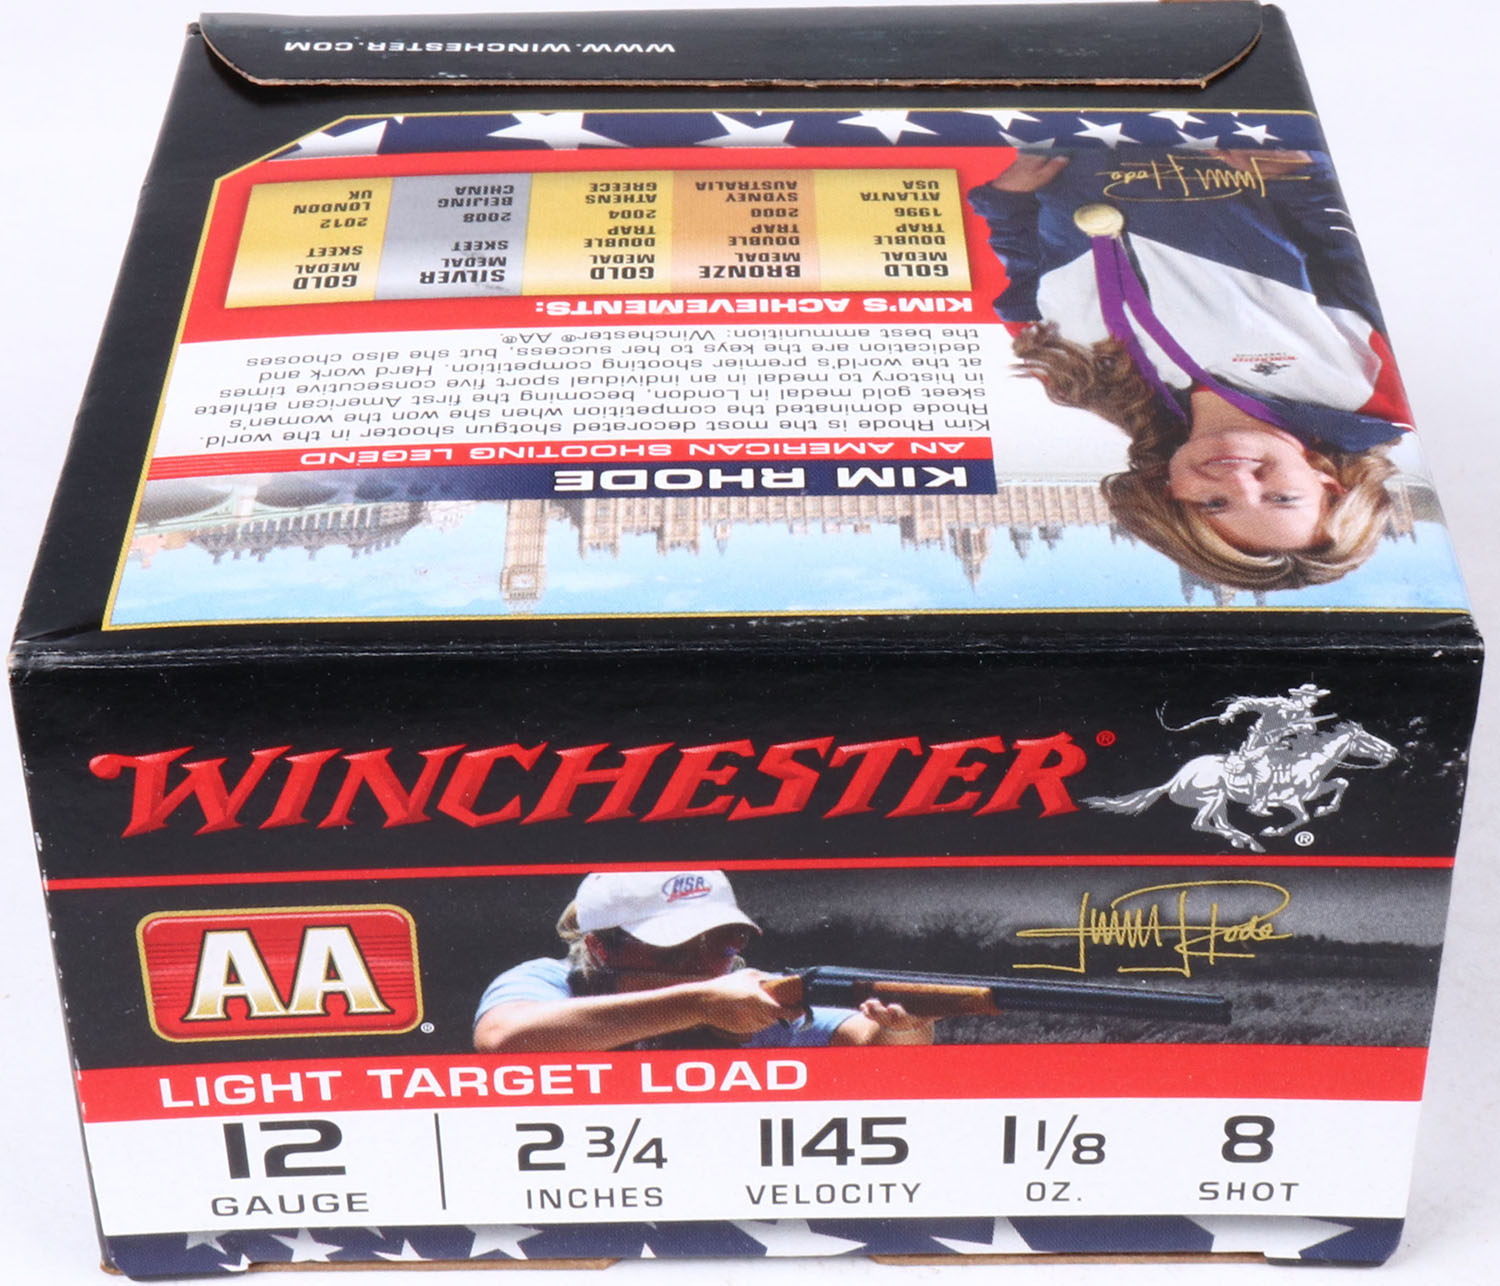 WWW.WINCHESTER.COM
KIM RHODE
AN AMERICAN SHOOTING LEGEND
Kim Rhode is the most decorated shotgun shooter in the world.
Rhode dominated the competition when she won the women's
skeet gold medal in London, becoming the first American athlete
in history to medal in an individual sport five consecutive times
at the world's premier shooting competition. Hard work and
dedication are the keys to her success, but she also chooses
the best ammunition: Winchester® AA®.
KIM'S ACHIEVEMENTS:
GOLD
MEDAL
DOUBLE
TRAP
1996
ATLANTA
USA
BRONZE
MEDAL
DOUBLE
TRAP
2000
SYDNEY
AUSTRALIA
GOLD
MEDAL
DOUBLE
TRAP
2004
ATHENS
GREECE
SILVER
MEDAL
SKEET
2008
BEIJING
CHINA
GOLD
MEDAL
SKEET
2012
LONDON
UK
Kim Rhode
WINCHESTER
WINCHESTER®
®
AA®
Kim Rhode
LIGHT TARGET LOAD
12
GAUGE
2 3/4
INCHES
1145
VELOCITY
1 1/8
OZ.
8
SHOT